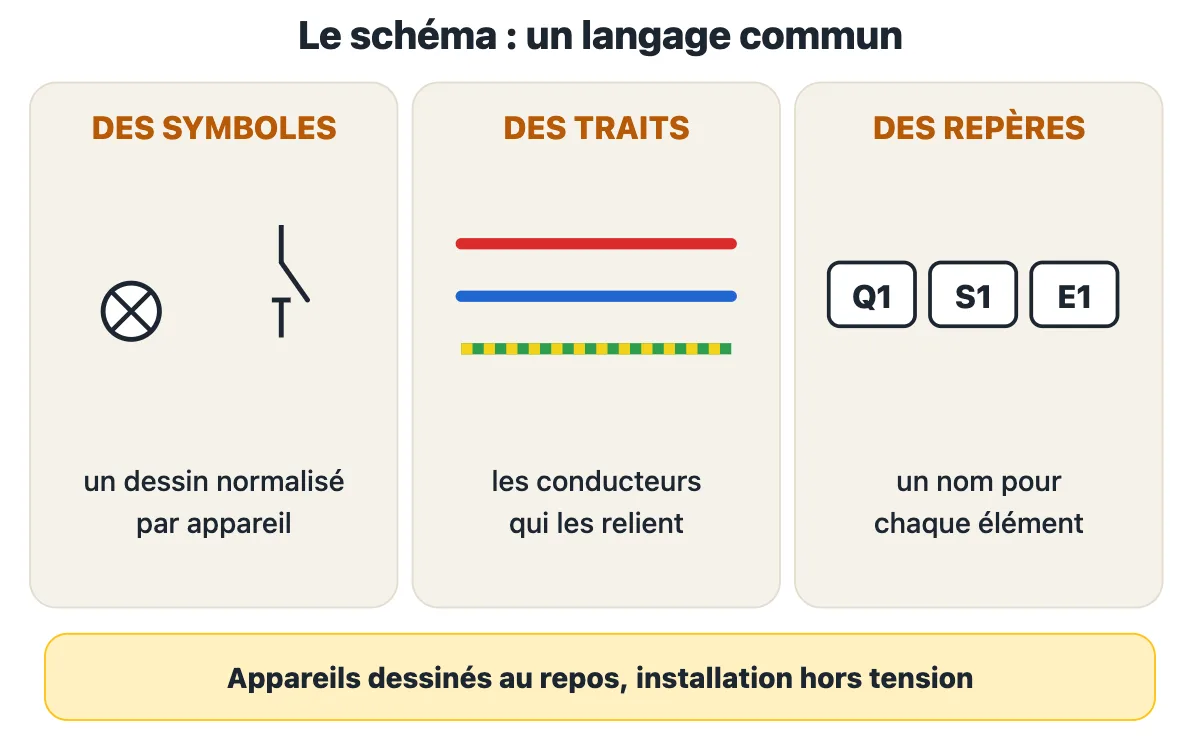 Le schéma : un langage commun
DES SYMBOLES
un dessin normalisé
par appareil
DES TRAITS
les conducteurs
qui les relient
DES REPÈRES
Q1 S1 E1
un nom pour
chaque élément
Appareils dessinés au repos, installation hors tension